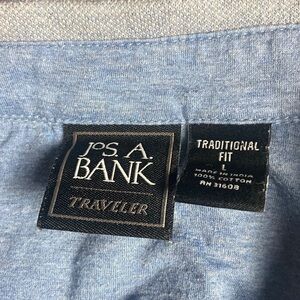 JOS. A.
BANK
TRAVELER
TRADITIONAL
FIT
L
MADE IN INDIA
100% COTTON
RN 31608